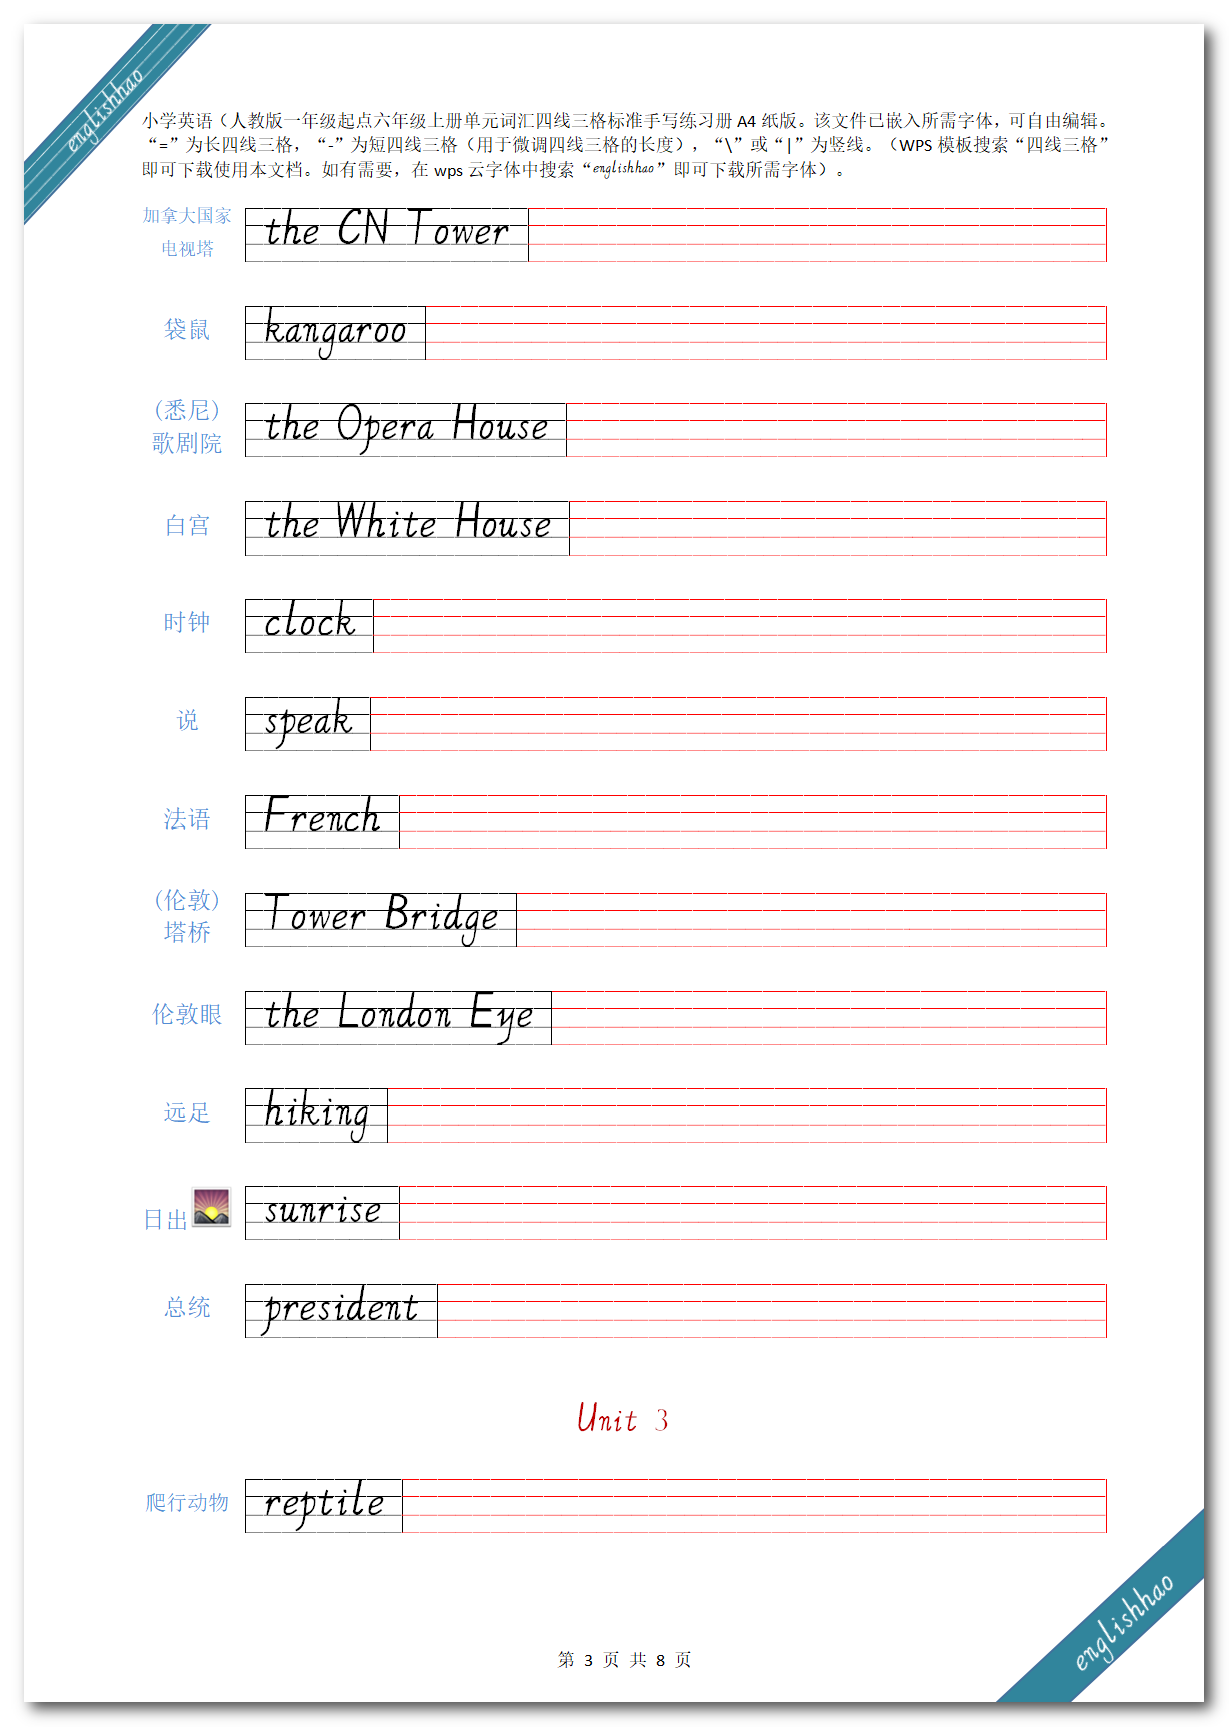 englishhao
小学英语（人教版一年级起点六年级上册单元词汇四线三格标准手写练习册 A4 纸版。该文件已嵌入所需字体，可自由编辑。
“=”为长四线三格，“-”为短四线三格（用于微调四线三格的长度），“\”或“|”为竖线。（WPS 模板搜索“四线三格”
即可下载使用本文档。如有需要，在 wps 云字体中搜索“englishhao”即可下载所需字体）。
加拿大国家
电视塔
the CN Tower
袋鼠
kangaroo
(悉尼)
歌剧院
the Opera House
白宫
the White House
时钟
clock
说
speak
法语
French
(伦敦)
塔桥
Tower Bridge
伦敦眼
the London Eye
远足
hiking
日出
sunrise
总统
president
Unit 3
爬行动物
reptile
englishhao
第 3 页 共 8 页